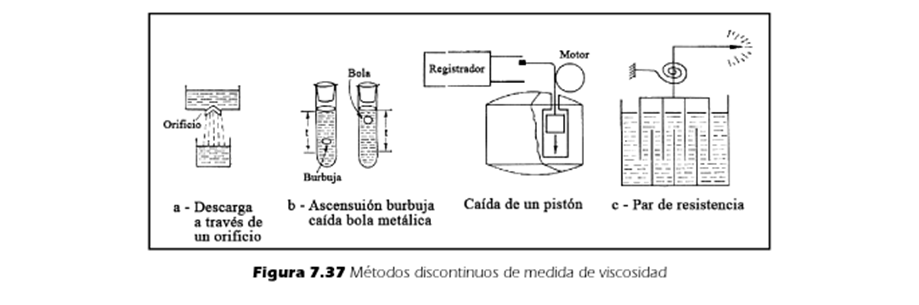 Orificio
a - Descarga
a través de
un orificio
Bola
t
t
Burbuja
b - Ascensuión burbuja
caída bola metálica
Registrador
Motor
Caída de un pistón
c - Par de resistencia
Figura 7.37 Métodos discontinuos de medida de viscosidad